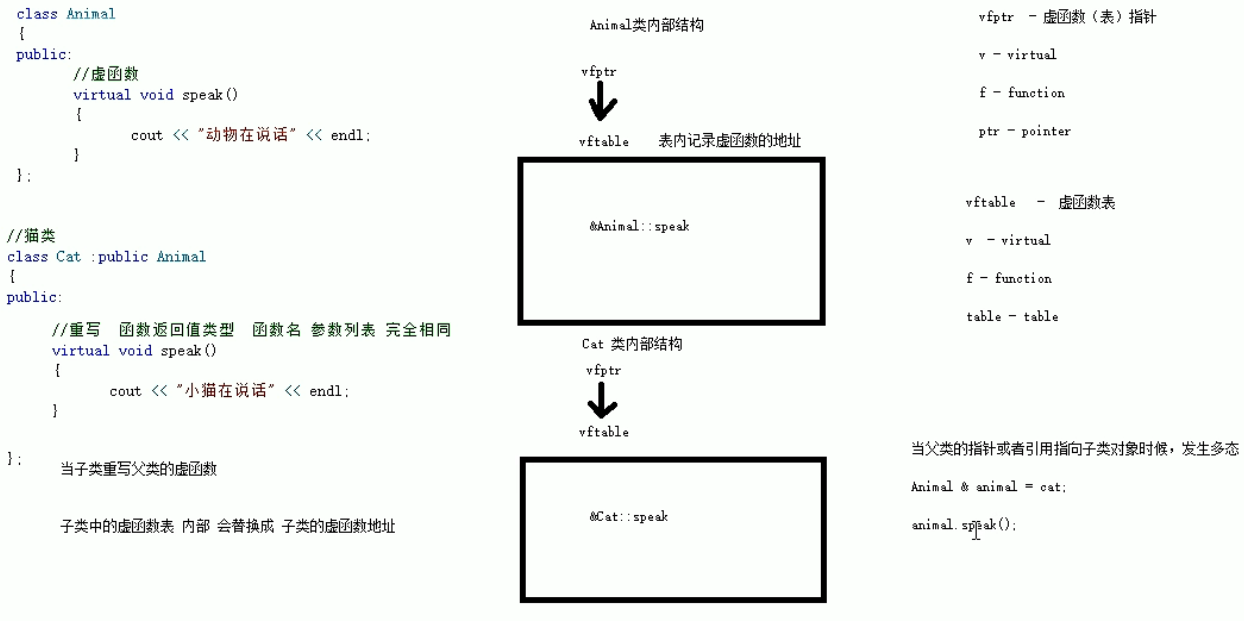 class Animal
{
public:
//虚函数
virtual void speak()
{
cout << "动物在说话" << endl;
}
};
//猫类
class Cat :public Animal
{
public:
//重写 函数返回值类型 函数名 参数列表 完全相同
virtual void speak()
{
cout << "小猫在说话" << endl;
}
};
当子类重写父类的虚函数
子类中的虚函数表 内部 会替换成 子类的虚函数地址
Animal类内部结构
vfptr
vftable 表内记录虚函数的地址
&Animal::speak
Cat 类内部结构
vfptr
vftable
&Cat::speak
vfptr - 虚函数（表）指针
v - virtual
f - function
ptr - pointer
vftable - 虚函数表
v - virtual
f - function
table - table
当父类的指针或者引用指向子类对象时候，发生多态
Animal & animal = cat;
animal.speak();